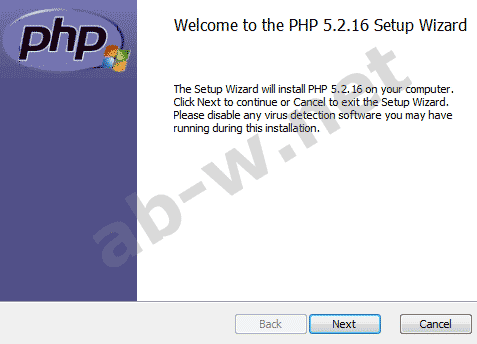 php
Welcome to the PHP 5.2.16 Setup Wizard
The Setup Wizard will install PHP 5.2.16 on your computer.
Click Next to continue or Cancel to exit the Setup Wizard.
Please disable any virus detection software you may have
running during this installation.
ab-w.net
Back
Next
Cancel